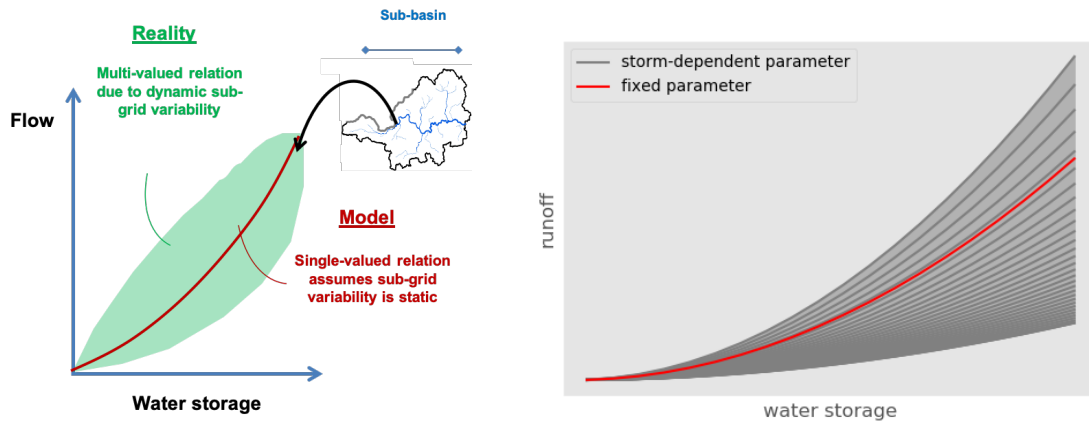 Reality
Multi-valued relation
due to dynamic sub-
grid variability
Sub-basin
Flow
Model
Single-valued relation
assumes sub-grid
variability is static
Water storage
storm-dependent parameter
fixed parameter
runoff
water storage